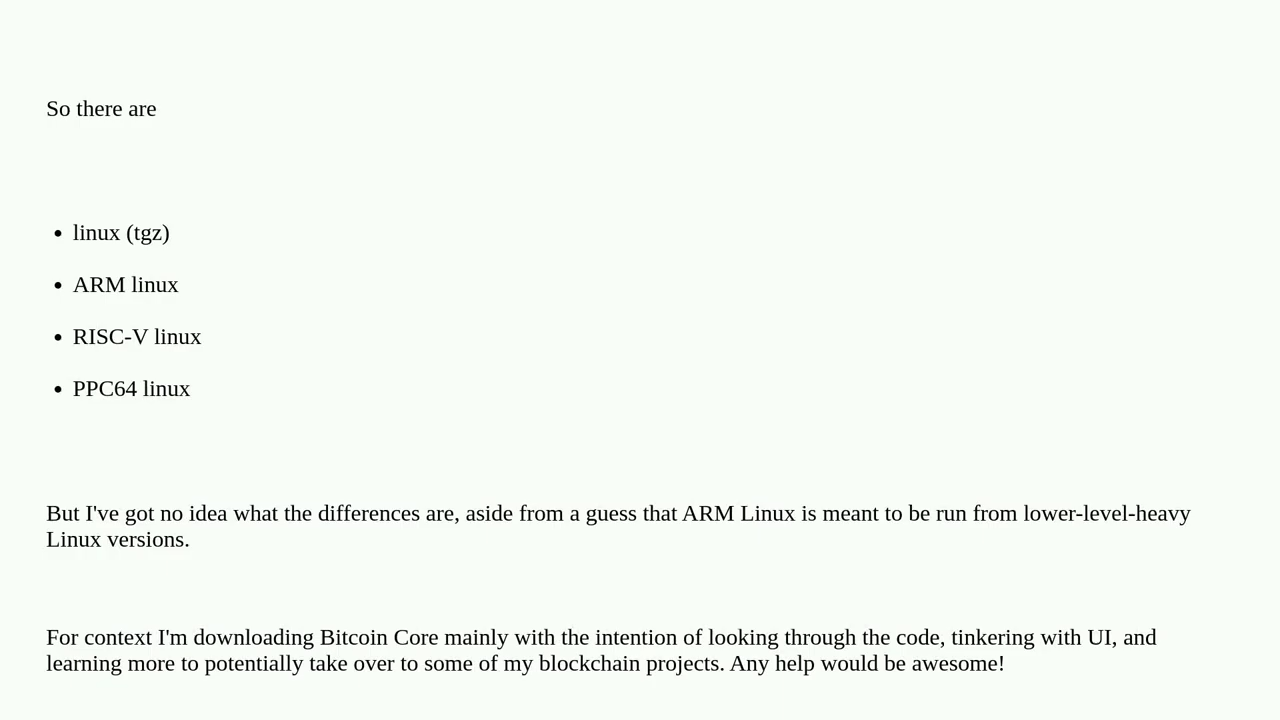 So there are
• linux (tgz)
• ARM linux
• RISC-V linux
• PPC64 linux
But I've got no idea what the differences are, aside from a guess that ARM Linux is meant to be run from lower-level-heavy
Linux versions.
For context I'm downloading Bitcoin Core mainly with the intention of looking through the code, tinkering with UI, and
learning more to potentially take over to some of my blockchain projects. Any help would be awesome!